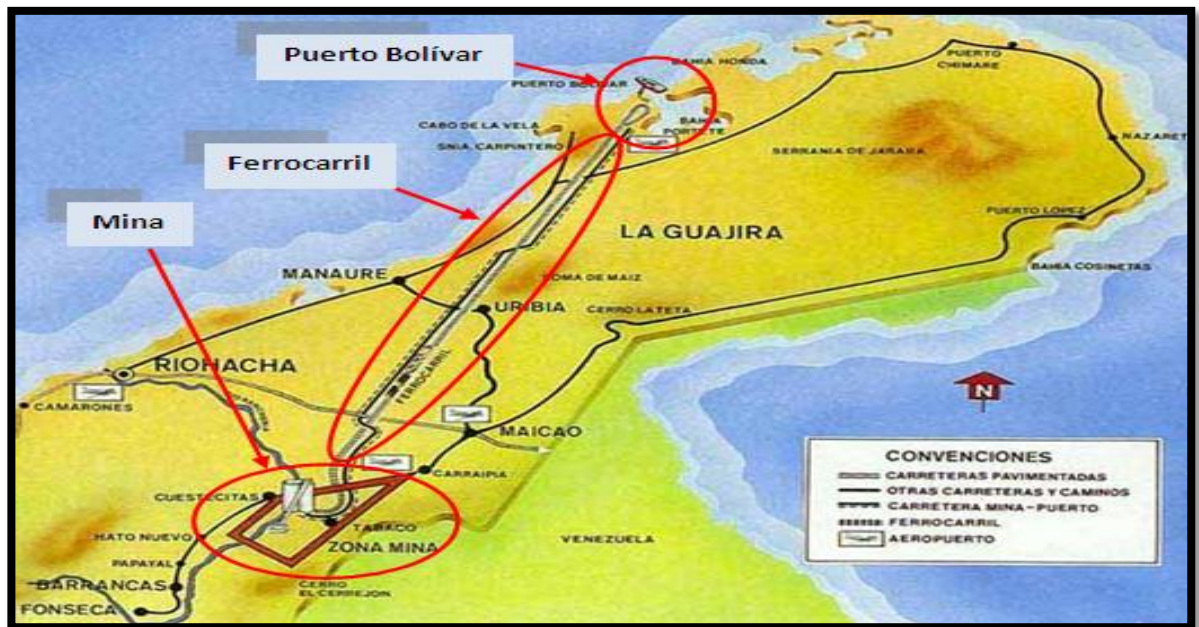 Puerto Bolívar
BAHIA HONDA
PUERTO
CHIMARE
PUERTO BOLIVAR
CABO DE LA VELA
BAHIA
PORTETE
NAZARET
Ferrocarril
SNIA CARPINTERO
SERRANIA DE JARARA
Mina
PUERTO LOPEZ
LA GUAJIRA
BAHIA COSINETAS
MANAURE
LOMA DE MAIZ
URIBIA
CERRO LA TETA
RIOHACHA
FERROCARRIL
N
CAMARONES
MAICAO
CARRAIPIA
CUESTECITAS
TABACO
HATO NUEVO
ZONA MINA
VENEZUELA
PAPAYAL
BARRANCAS
CERRO
EL CERREJON
FONSECA
CONVENCIONES
CARRETERAS PAVIMENTADAS
OTRAS CARRETERAS Y CAMINOS
CARRETERA MINA-PUERTO
FERROCARRIL
AEROPUERTO